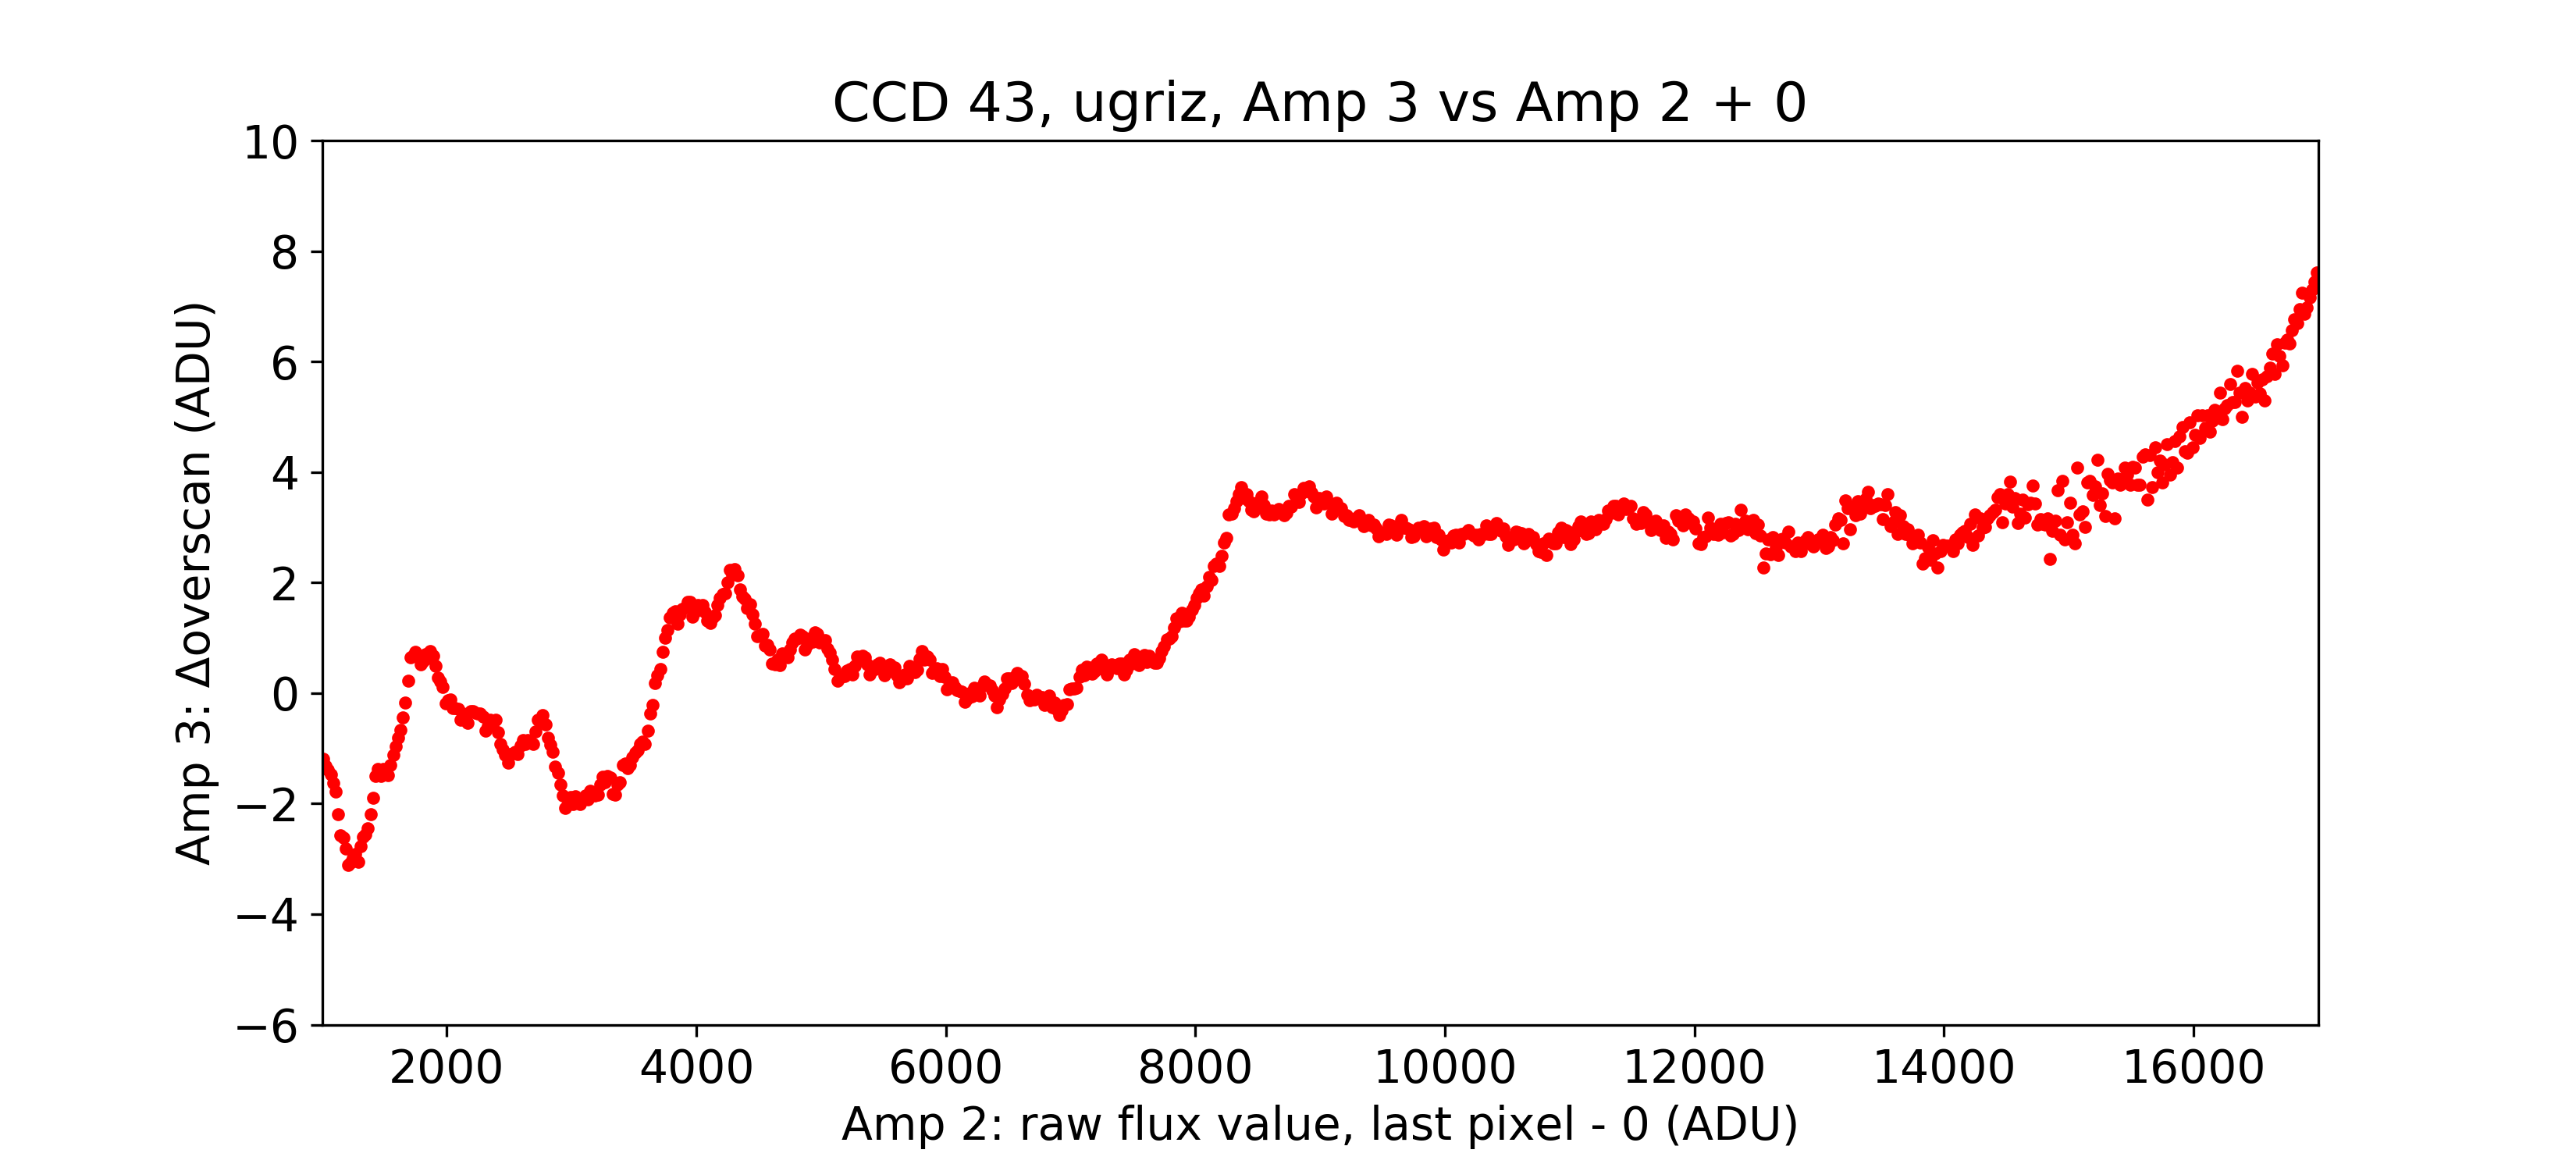 CCD 43, ugriz, Amp 3 vs Amp 2 + 0
10
8
6
4
2
0
−2
−4
−6
Amp 3: Δoverscan (ADU)
2000 4000 6000 8000 10000 12000 14000 16000
Amp 2: raw flux value, last pixel - 0 (ADU)